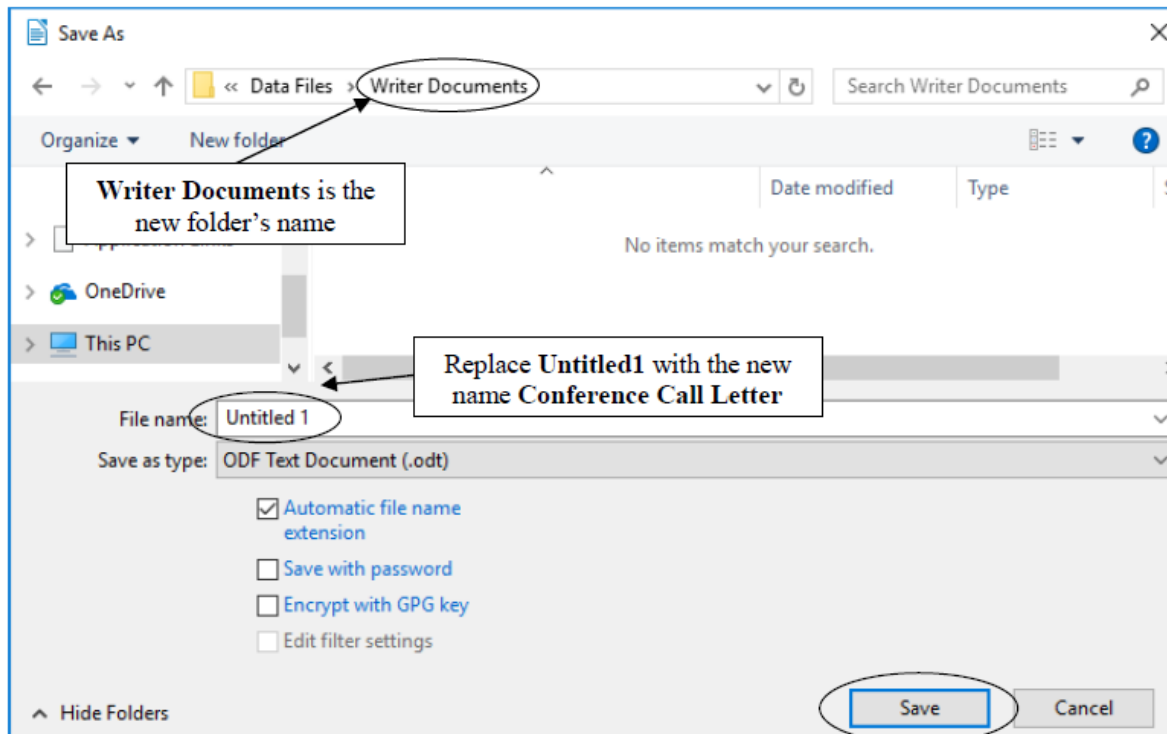 Save As
« Data Files › Writer Documents
Search Writer Documents
Organize
New folder
Writer Documents is the
new folder’s name
Date modified
Type
No items match your search.
OneDrive
This PC
Replace Untitled1 with the new
name Conference Call Letter
File name: Untitled 1
Save as type: ODF Text Document (.odt)
Automatic file name
extension
Save with password
Encrypt with GPG key
Edit filter settings
Hide Folders
Save
Cancel